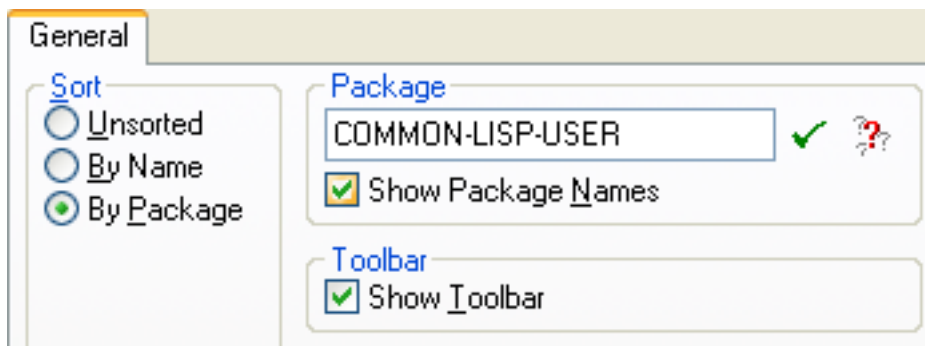 General
Sort
Unsorted
By Name
By Package
Package
COMMON-LISP-USER
Show Package Names
Toolbar
Show Toolbar